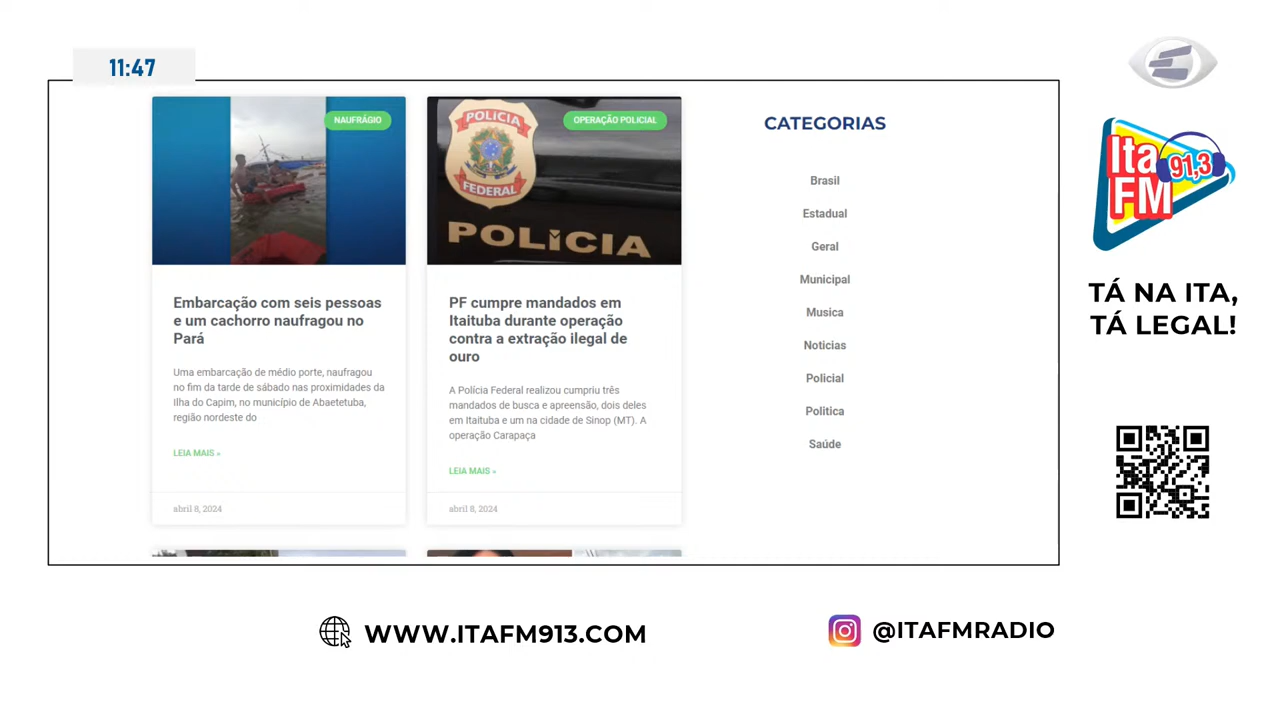 11:47
NAUFRÁGIO
Embarcação com seis pessoas
e um cachorro naufragou no
Pará
Uma embarcação de médio porte, naufragou
no fim da tarde de sábado nas proximidades da
Ilha do Capim, no município de Abaetetuba,
região nordeste do
LEIA MAIS »
abril 8, 2024
OPERAÇÃO POLICIAL
POLÍCIA
FEDERAL
POLÍCIA
PF cumpre mandados em
Itaituba durante operação
contra a extração ilegal de
ouro
A Polícia Federal realizou cumpriu três
mandados de busca e apreensão, dois deles
em Itaituba e um na cidade de Sinop (MT). A
operação Carapaça
LEIA MAIS »
abril 8, 2024
CATEGORIAS
Brasil
Estadual
Geral
Municipal
Musica
Noticias
Policial
Politica
Saúde
Ita
FM
91,3
TÁ NA ITA,
TÁ LEGAL!
WWW.ITAFM913.COM
@ITAFMRADIO